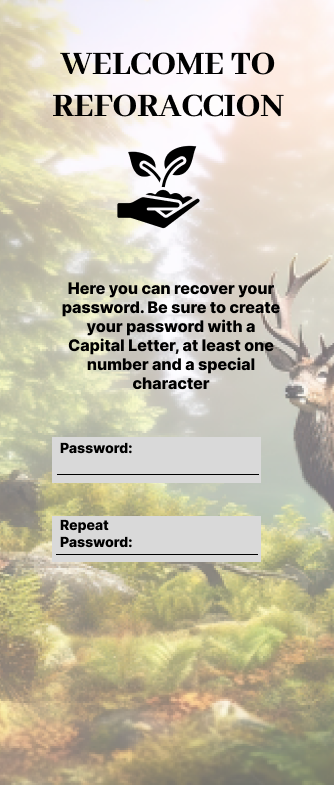 WELCOME TO
REFORACCION
Here you can recover your
password. Be sure to create
your password with a
Capital Letter, at least one
number and a special
character
Password:
Repeat
Password: